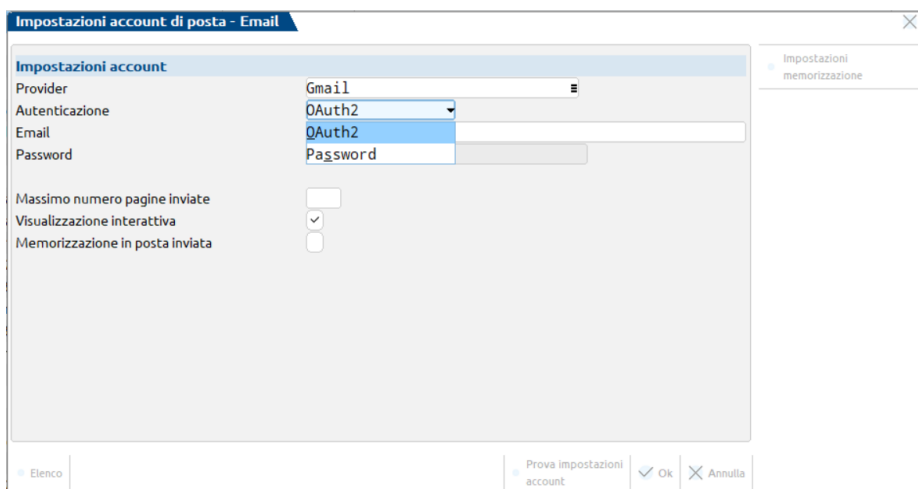 Impostazioni account di posta - Email
Impostazioni account
Impostazioni
memorizzazione
Provider Gmail
Autenticazione OAuth2
Email OAuth2
Password Password
Massimo numero pagine inviate
Visualizzazione interattiva
Memorizzazione in posta inviata
Elenco
Prova impostazioni
account
Ok
Annulla